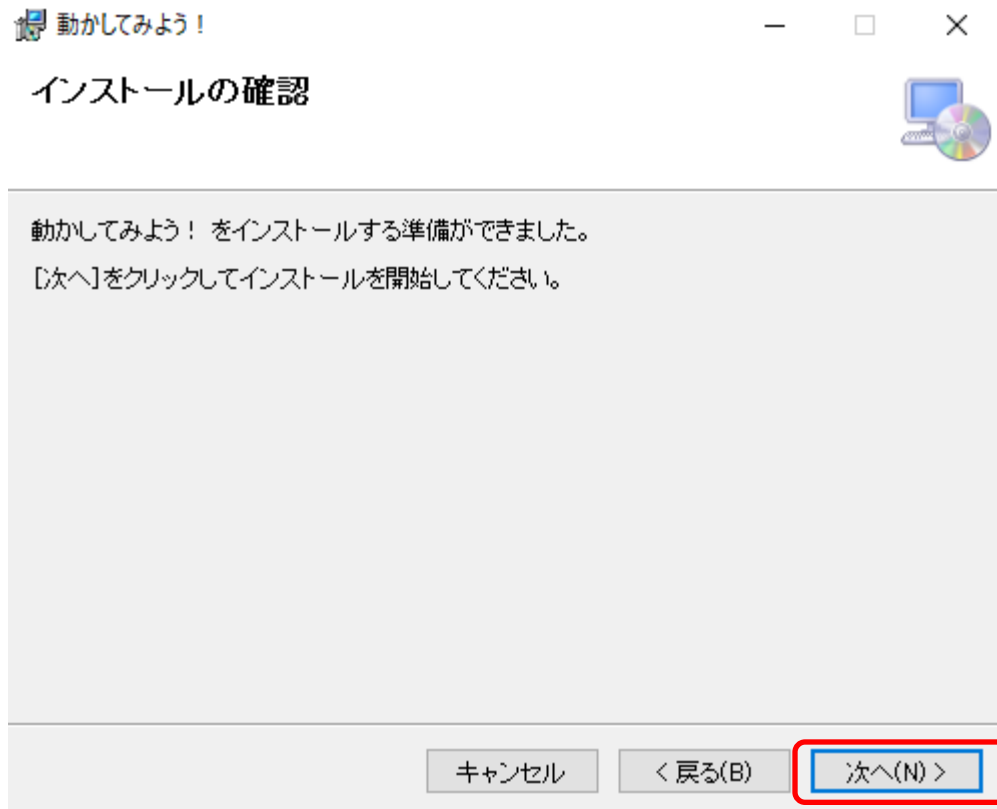 動かしてみよう！
インストールの確認
動かしてみよう！ をインストールする準備ができました。
[次へ]をクリックしてインストールを開始してください。
キャンセル
< 戻る(B)
次へ(N) >